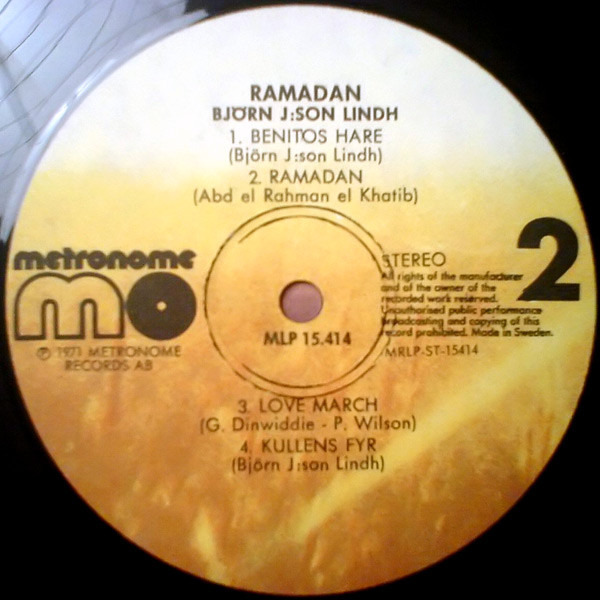 RAMADAN
BJÖRN J:SON LINDH
1. BENITOS HARE
(Björn J:son Lindh)
2. RAMADAN
(Abd el Rahman el Khatib)
metronome
mo
℗ 1971 METRONOME
RECORDS AB
MLP 15.414
STEREO
2
All rights of the manufacturer
and of the owner of the
recorded work reserved.
Unauthorised public performance
broadcasting and copying of this
record prohibited. Made in Sweden.
MRLP-ST-15414
3. LOVE MARCH
(G. Dinwiddie - P. Wilson)
4. KULLENS FYR
(Björn J:son Lindh)